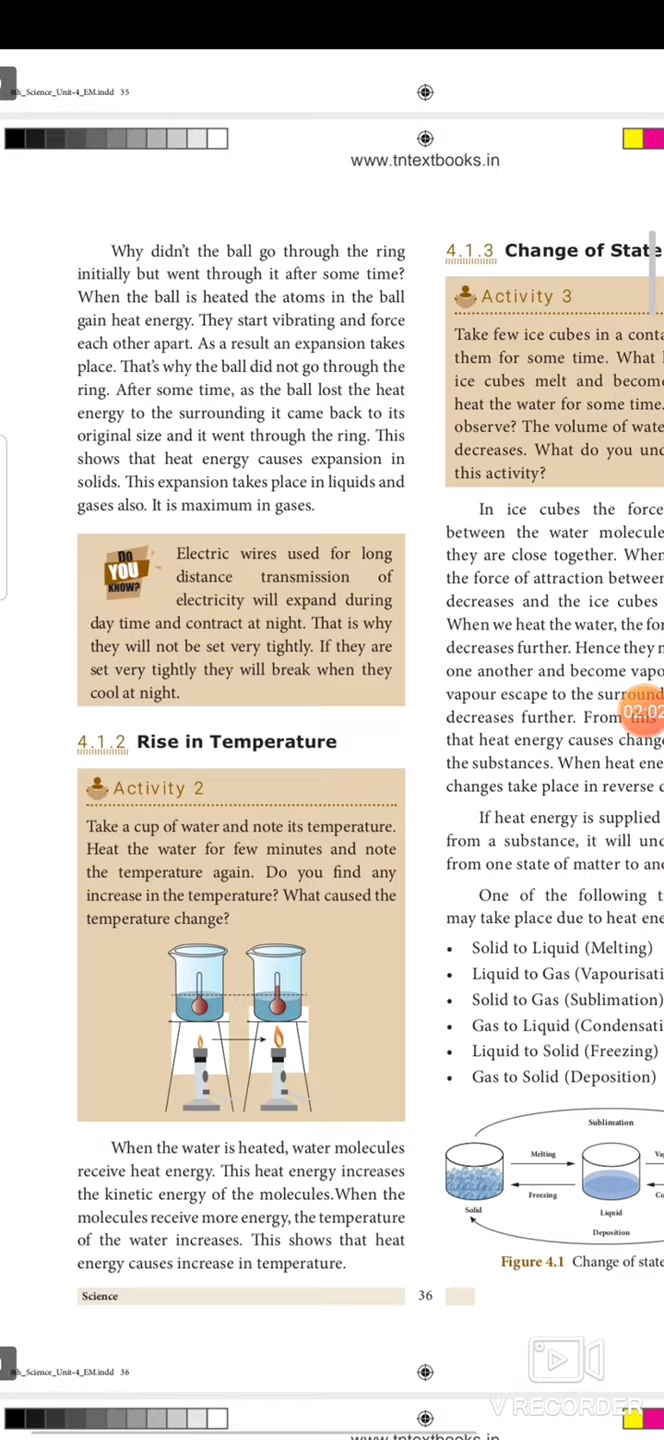 8th_Science_Unit-4_EM.indd 35
www.tntextbooks.in
Why didn't the ball go through the ring
initially but went through it after some time?
When the ball is heated the atoms in the ball
gain heat energy. They start vibrating and force
each other apart. As a result an expansion takes
place. That's why the ball did not go through the
ring. After some time, as the ball lost the heat
energy to the surrounding it came back to its
original size and it went through the ring. This
shows that heat energy causes expansion in
solids. This expansion takes place in liquids and
gases also. It is maximum in gases.
DO
YOU
KNOW?
Electric wires used for long
distance transmission of
electricity will expand during
day time and contract at night. That is why
they will not be set very tightly. If they are
set very tightly they will break when they
cool at night.
4.1.2 Rise in Temperature
Activity 2
Take a cup of water and note its temperature.
Heat the water for few minutes and note
the temperature again. Do you find any
increase in the temperature? What caused the
temperature change?
When the water is heated, water molecules
receive heat energy. This heat energy increases
the kinetic energy of the molecules.When the
molecules receive more energy, the temperature
of the water increases. This shows that heat
energy causes increase in temperature.
4.1.3 Change of State
Activity 3
Take few ice cubes in a
them for some time. What
ice cubes melt and
heat the water for some time.
observe? The volume of
decreases. What do you
this activity?
In ice cubes the force
between the water
they are close together. When
the force of attraction between
decreases and the ice cubes
When we heat the water, the
decreases further. Hence they
one another and become
vapour escape to the
decreases further. From this
02:02
that heat energy causes
the substances. When heat
changes take place in reverse
If heat energy is supplied
from a substance, it will
from one state of matter to
One of the following
may take place due to heat
• Solid to Liquid (Melting)
• Liquid to Gas
• Solid to Gas (Sublimation)
• Gas to Liquid
• Liquid to Solid (Freezing)
• Gas to Solid (Deposition)
Sublimation
Melting
Freezing
Solid
Liquid
Deposition
Figure 4.1 Change of state
Science 36
8th_Science_Unit-4_EM.indd 36
V RECORDER
www.tntextbooks.in